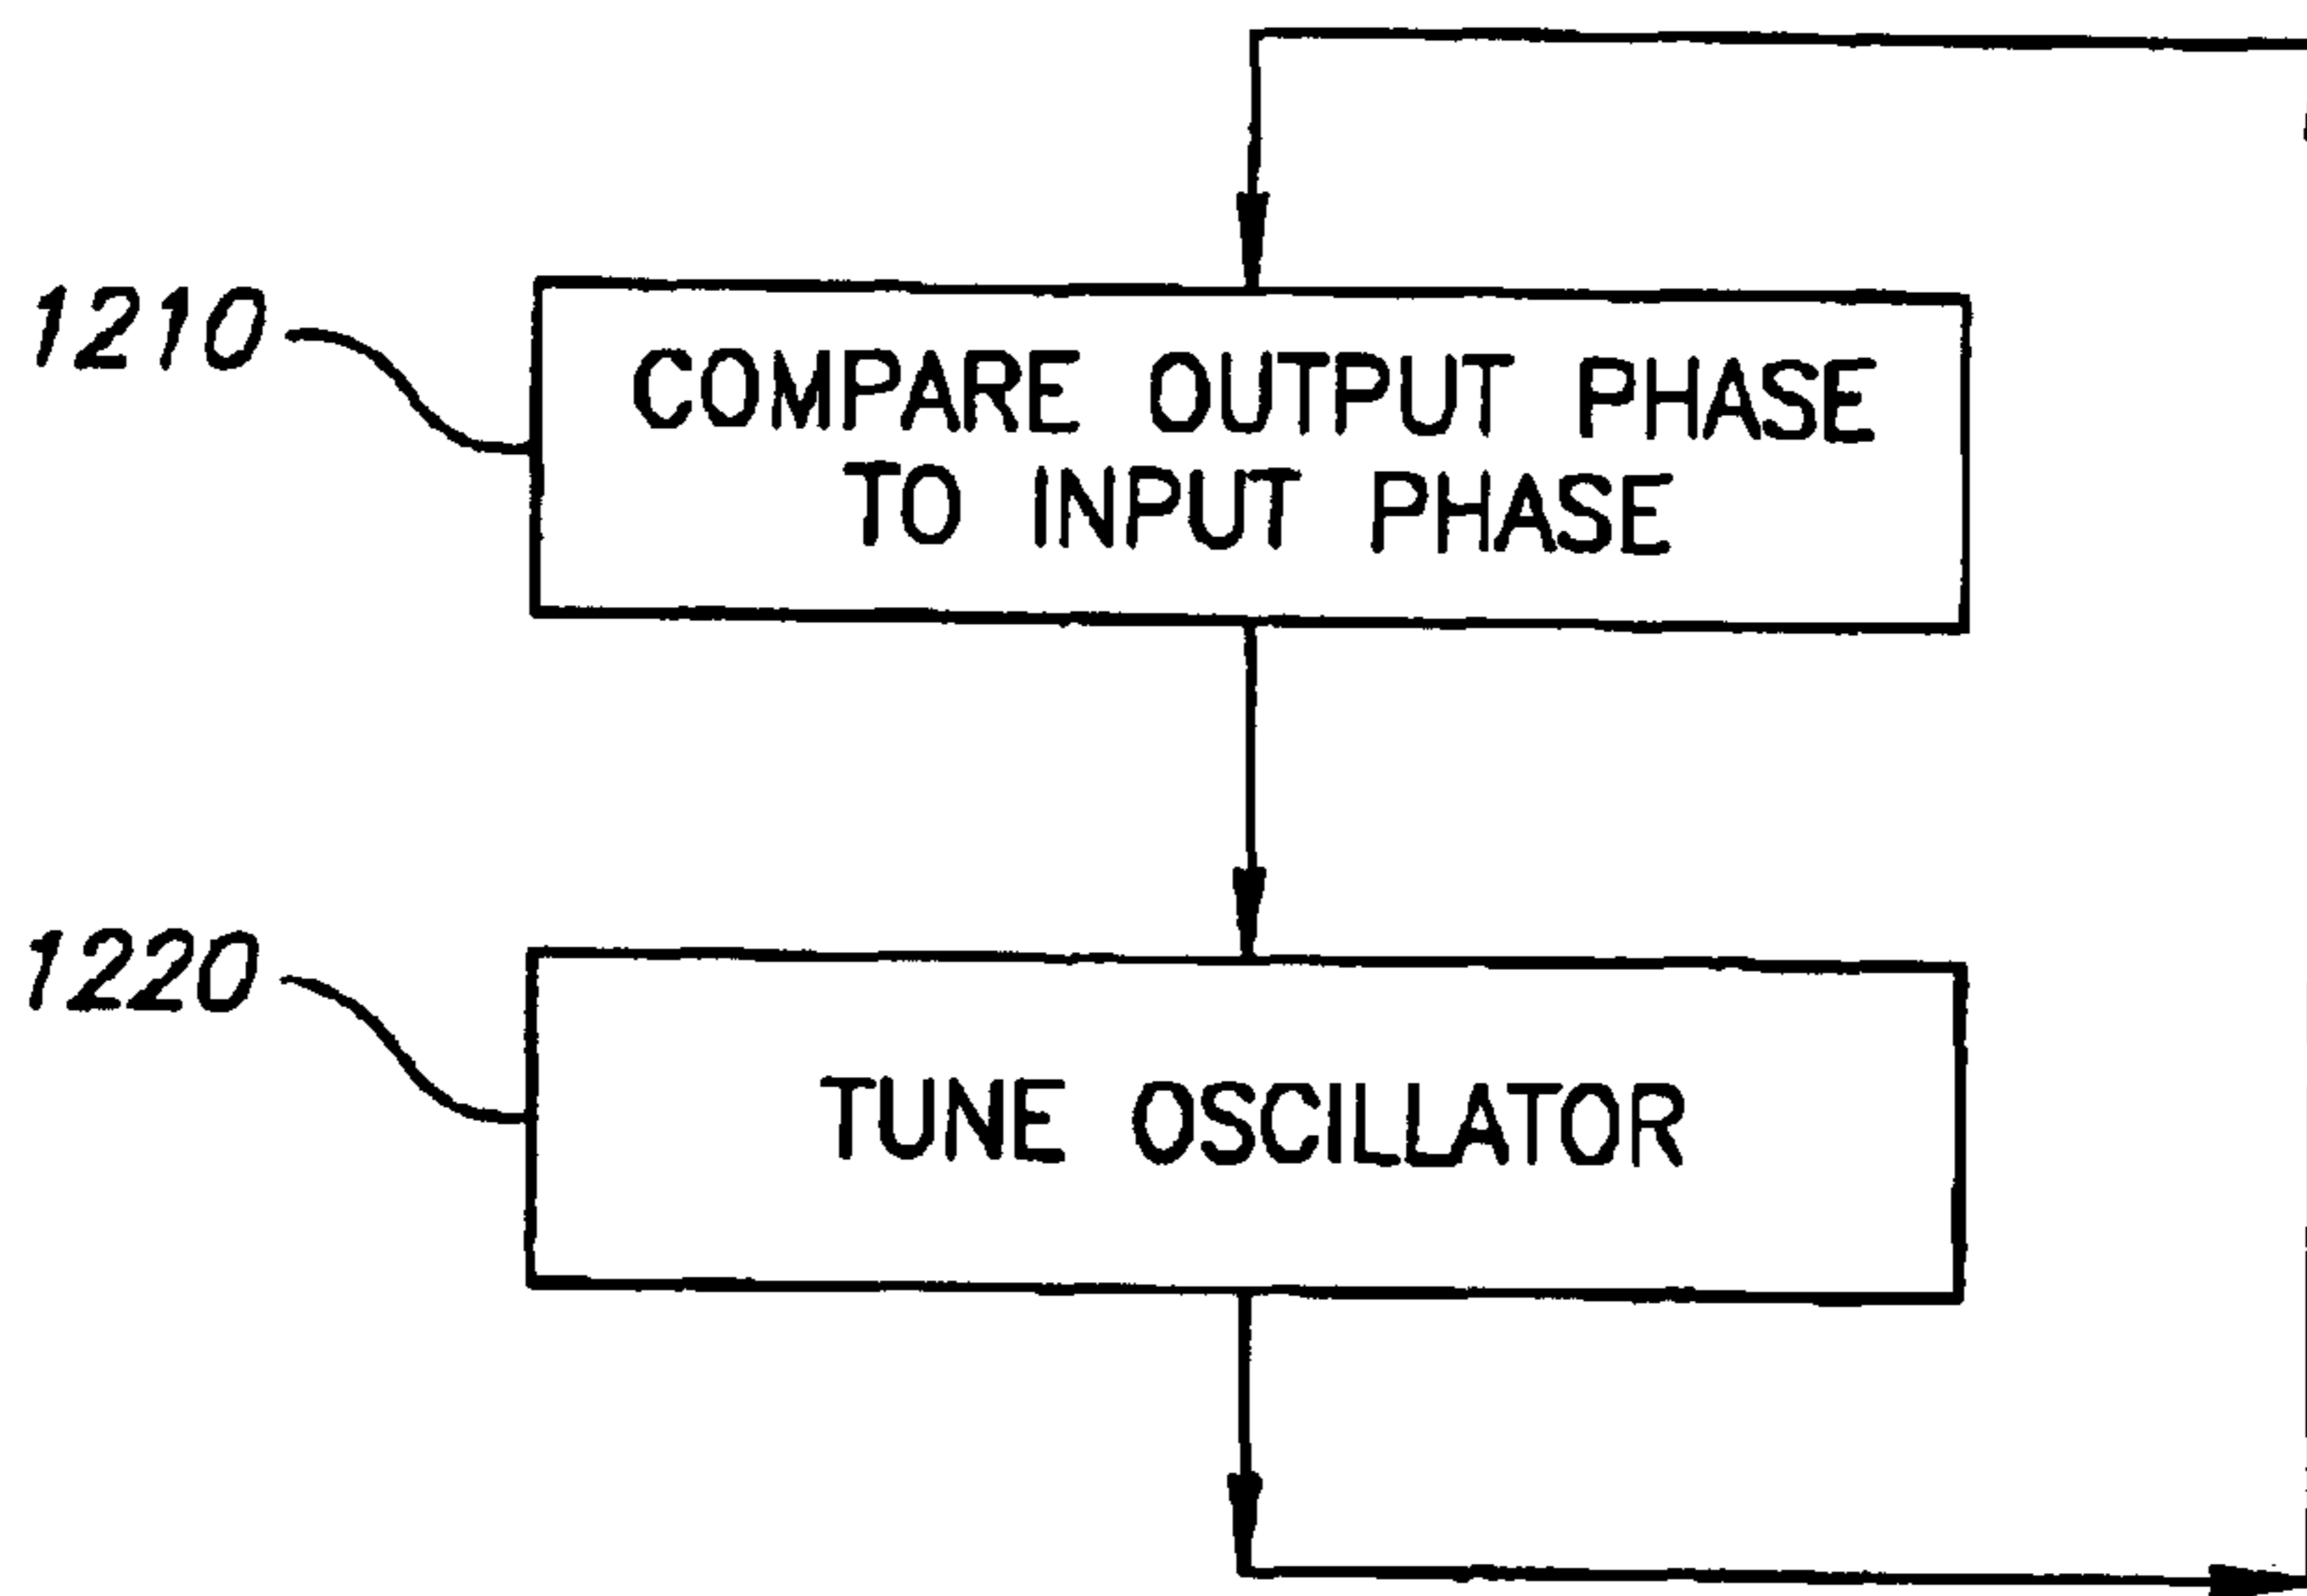 1210
COMPARE OUTPUT PHASE
TO INPUT PHASE
1220
TUNE OSCILLATOR